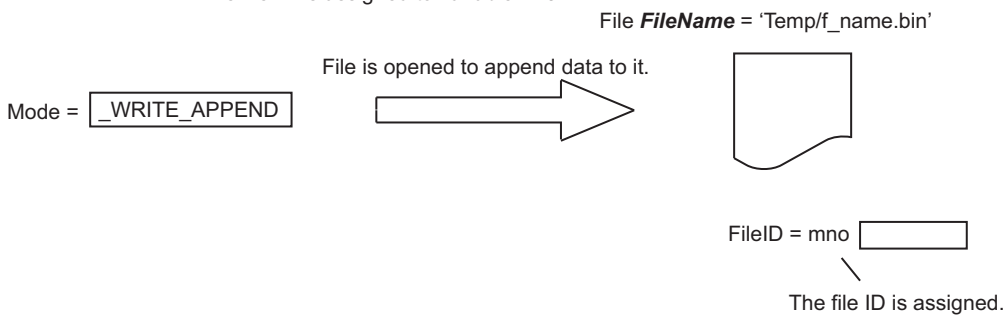 File FileName = ‘Temp/f_name.bin’
File is opened to append data to it.
Mode = _WRITE_APPEND
FileID = mno
The file ID is assigned.